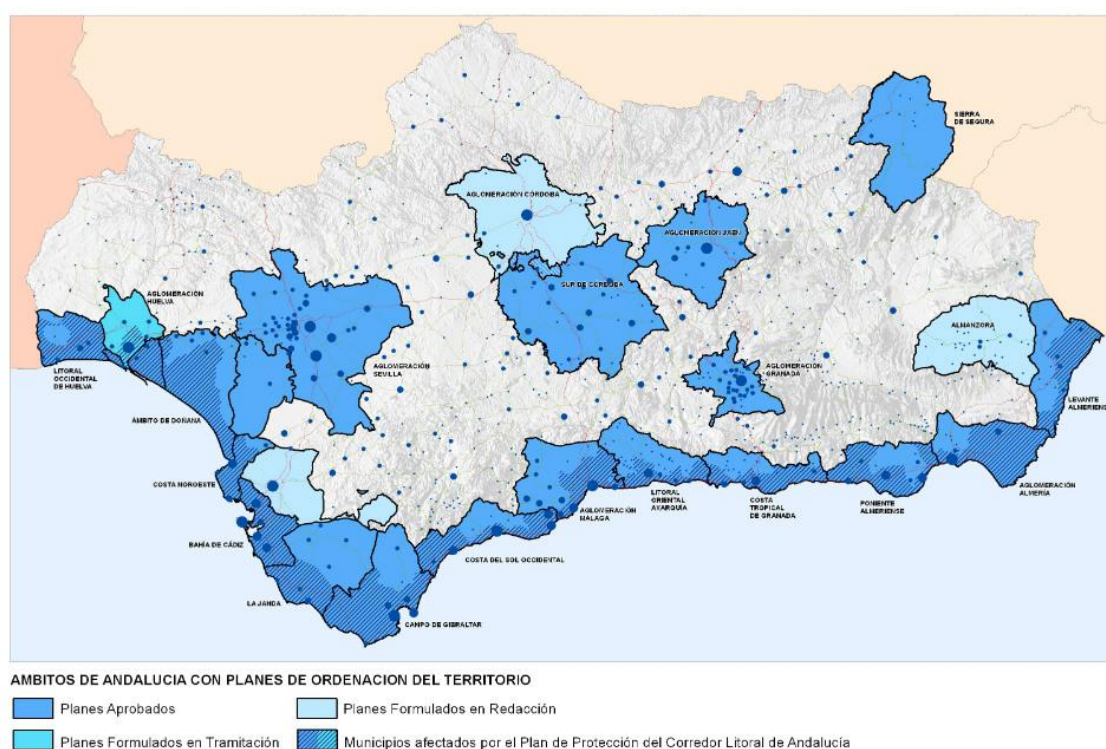 SIERRA
DE SEGURA
AGLOMERACIÓN CÓRDOBA
AGLOMERACIÓN JAÉN
SUR DE CÓRDOBA
AGLOMERACIÓN
HUELVA
LITORAL
OCCIDENTAL
DE HUELVA
AGLOMERACIÓN
SEVILLA
AGLOMERACIÓN
GRANADA
ALMANZORA
LEVANTE
ALMERIENSE
ÁMBITO DE DOÑANA
COSTA NOROESTE
BAHÍA DE CÁDIZ
LA JANDA
CAMPO DE GIBRALTAR
COSTA DEL SOL OCCIDENTAL
AGLOMERACIÓN
MÁLAGA
LITORAL
ORIENTAL
AXARQUÍA
COSTA
TROPICAL
DE GRANADA
PONIENTE
ALMERIENSE
AGLOMERACIÓN
ALMERÍA
AMBITOS DE ANDALUCIA CON PLANES DE ORDENACION DEL TERRITORIO
Planes Aprobados
Planes Formulados en Redacción
Planes Formulados en Tramitación
Municipios afectados por el Plan de Protección del Corredor Litoral de Andalucía